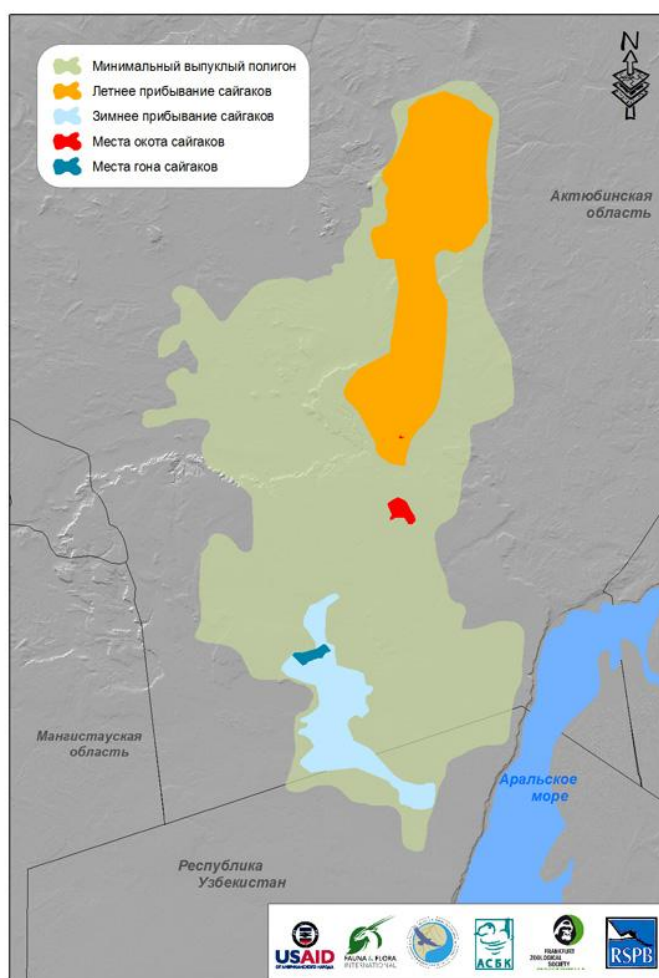 Минимальный выпуклый полигон
Летнее прибывание сайгаков
Зимнее прибывание сайгаков
Места окота сайгаков
Места гона сайгаков
N
Актюбинская
область
Мангистауская
область
Аральское
море
Республика
Узбекистан
USAID
FAUNA & FLORA
INTERNATIONAL
АСБК
FRANKFURT
ZOOLOGICAL
SOCIETY
RSPB